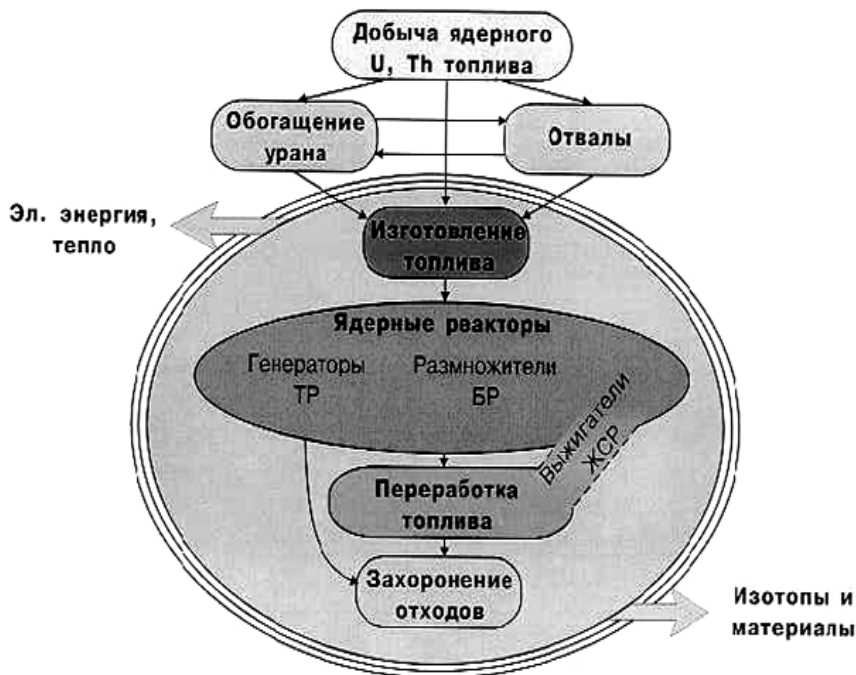 Добыча ядерного
U, Th топлива
Обогащение
урана
Отвалы
Эл. энергия,
тепло
Изготовление
топлива
Ядерные реакторы
Генераторы
ТР
Размножители
БР
Выжигатели
ЖСР
Переработка
топлива
Захоронение
отходов
Изотопы и
материалы